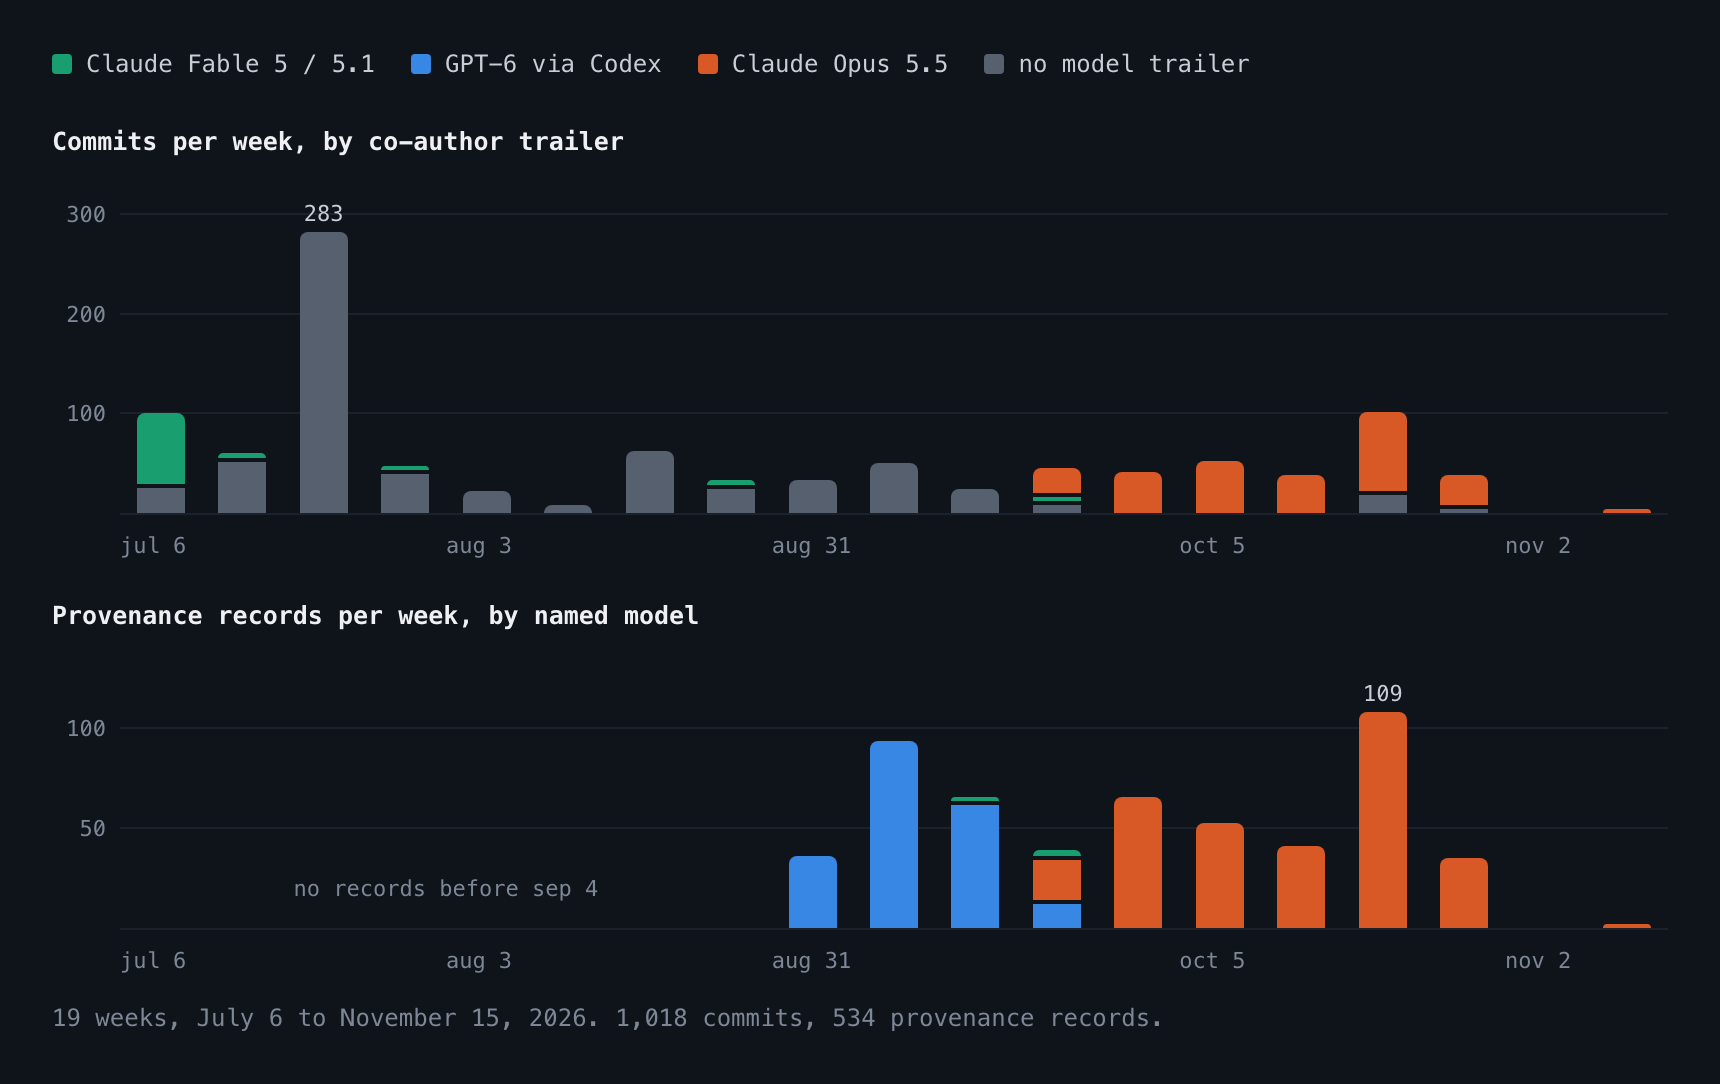 Claude Fable 5 / 5.1 GPT-6 via Codex Claude Opus 5.5 no model trailer
Commits per week, by co-author trailer
300
283
200
100
jul 6 aug 3 aug 31 oct 5 nov 2
Provenance records per week, by named model
109
100
50
no records before sep 4
jul 6 aug 3 aug 31 oct 5 nov 2
19 weeks, July 6 to November 15, 2026. 1,018 commits, 534 provenance records.